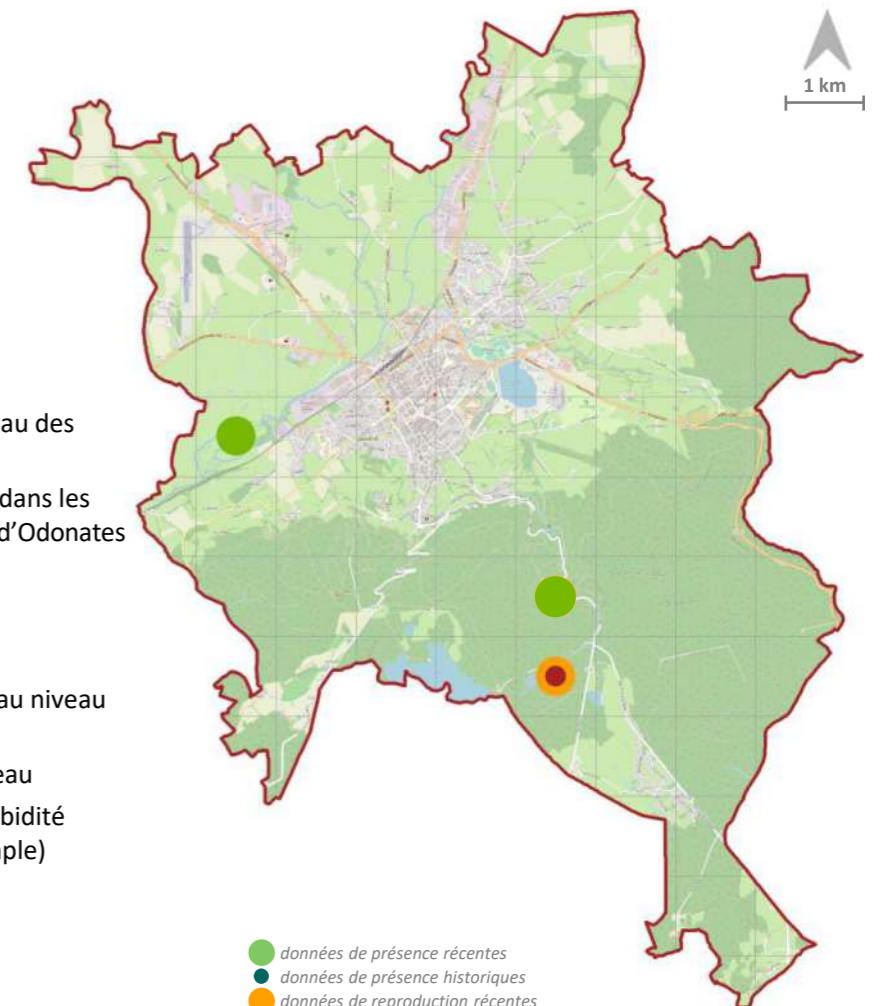 1 km
au des
dans les
d’Odonates
au niveau
eau
bidité
ple)
données de présence récentes
données de présence historiques
données de reproduction récentes